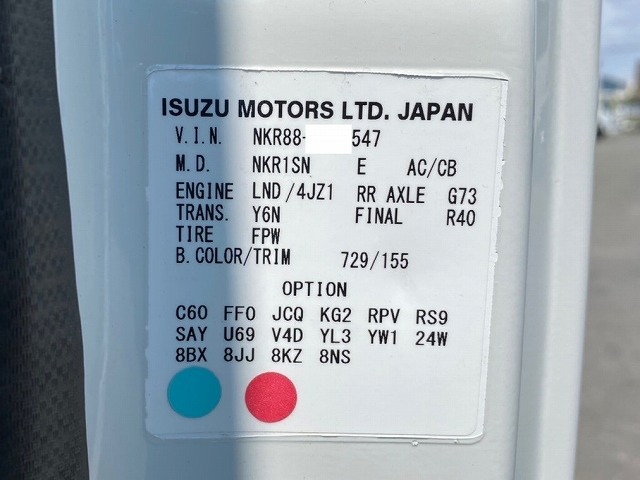 ISUZU MOTORS LTD. JAPAN
V.I.N. NKR88- 547
M.D. NKR1SN E AC/CB
ENGINE LND/4JZ1 RR AXLE G73
TRANS. Y6N FINAL R40
TIRE FPW
B.COLOR/TRIM 729/155
OPTION
C60 FF0 JCQ KG2 RPV RS9
SAY U69 V4D YL3 YW1 24W
8BX 8JJ 8KZ 8NS